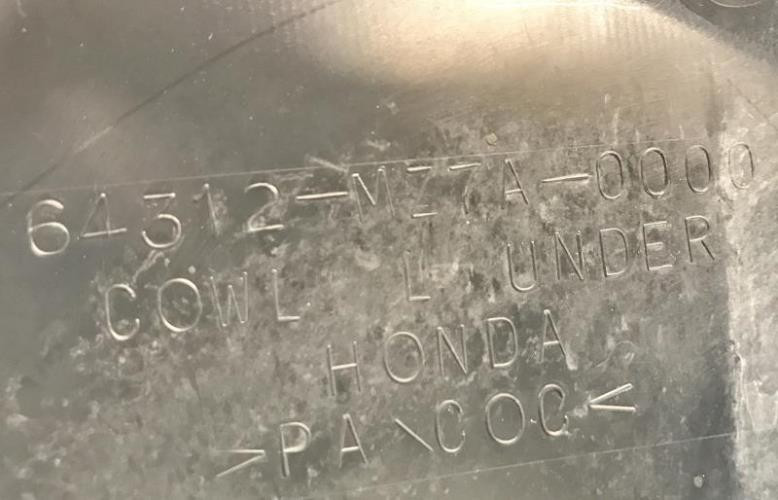 64312-MZ7A-0000
COWL L UNDER
HONDA
>PA\COC<